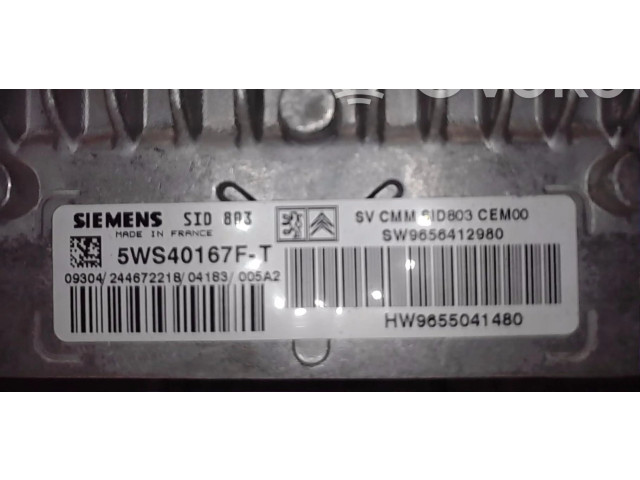 SIEMENS SID 803
MADE IN FRANCE
5WS40167F-T
09304/244672218/04183/005A2
SV CMM SID803 CEM00
SW9656412980
HW9655041480